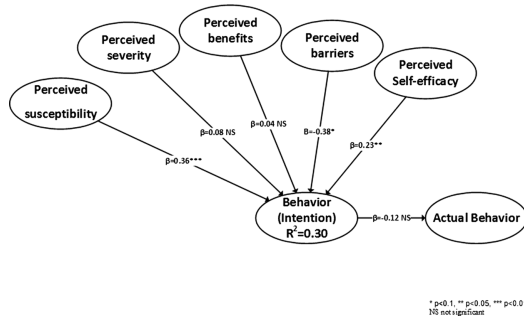 Perceived
benefits
Perceived
severity
Perceived
barriers
Perceived
Self-efficacy
Perceived
susceptibility
β=0.36***
β=0.08 NS
β=0.04 NS
B=-0.38*
β=0.23**
Behavior
(Intention)
R²=0.30
β=-0.12 NS
Actual Behavior
* p<0.1, ** p<0.05, *** p<0.0
NS not significant